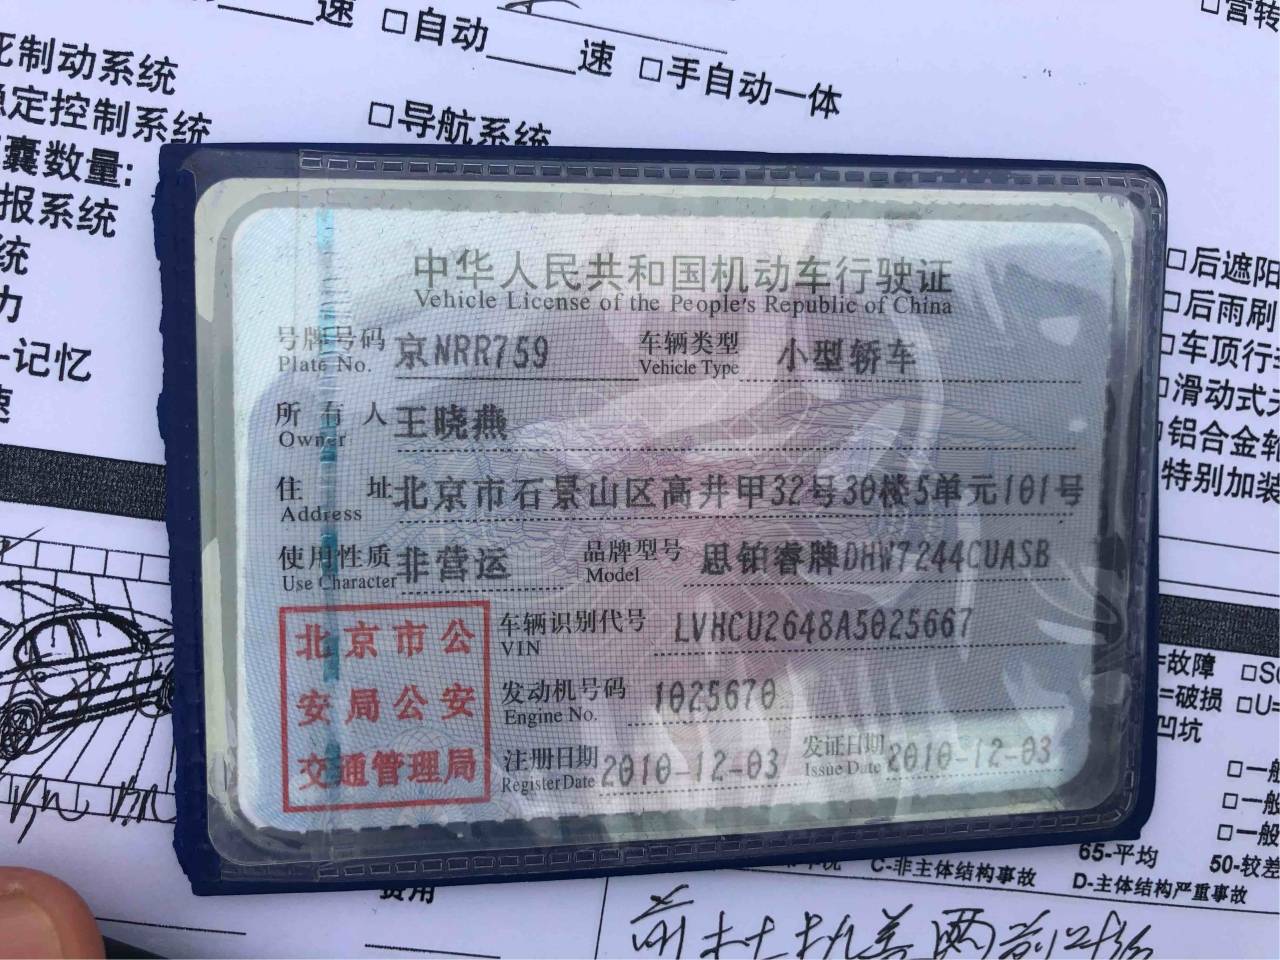 速 □自动____速 □手自动一体
□营转
死制动系统
稳定控制系统 □导航系统
囊数量:
报系统
统
力
记忆
速
中华人民共和国机动车行驶证
Vehicle License of the People's Republic of China
号牌号码 京NRR759 车辆类型 小型轿车
Plate No. Vehicle Type
所有人 王晓燕
Owner
住址 北京市石景山区高井甲32号30楼5单元101号
Address
使用性质 非营运 品牌型号 思铂睿牌DHW7244CUASB
Use Character Model
北京市公
安局公安
交通管理局
车辆识别代号 LVHCU2648A5025667
VIN
发动机号码 1025670
Engine No.
注册日期 2010-12-03 发证日期 2010-12-03
Register Date Issue Date
□后遮阳
□后雨刷
□车顶行
□滑动式天
铝合金轮
特别加装
=故障 □S
=破损 □U=
凹坑
□一般
□一般
□一般
65-平均 50-较差
C-非主体结构事故 D-主体结构严重事故
费用